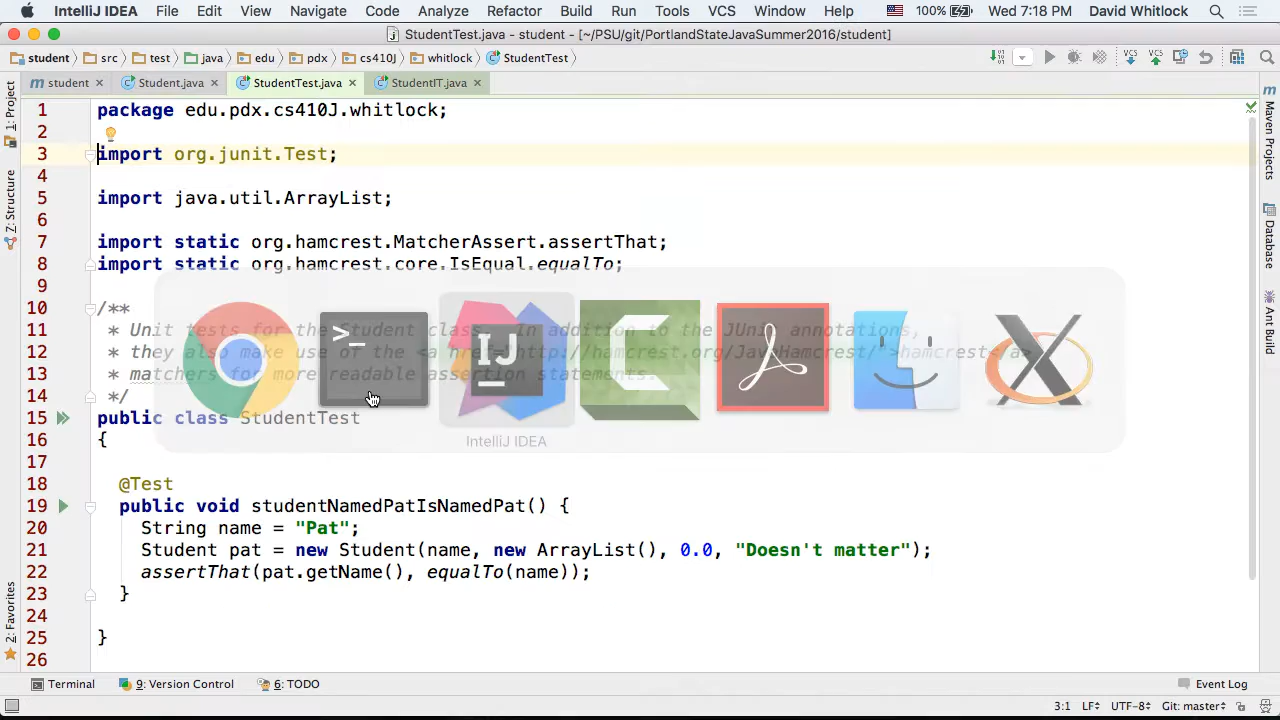 IntelliJ IDEA File Edit View Navigate Code Analyze Refactor Build Run Tools VCS Window Help 100% Wed 7:18 PM David Whitlock
StudentTest.java - student - [~/PSU/git/PortlandStateJavaSummer2016/student]
student src test java edu pdx cs410J whitlock StudentTest
VCS VCS
m student × Student.java × StudentTest.java × StudentIT.java ×
1: Project
Z: Structure
2: Favorites
Maven Projects
Database
Ant Build
1 package edu.pdx.cs410J.whitlock;
2
3 import org.junit.Test;
4
5 import java.util.ArrayList;
6
7 import static org.hamcrest.MatcherAssert.assertThat;
8 import static org.hamcrest.core.IsEqual.equalTo;
9
10 /**
11 * Unit tests for the Student class. In addition to the JUnit annotations,
12 * they also make use of the <a href="http://hamcrest.org/JavaHamcrest/">hamcrest</a>
13 * matchers for more readable assertion statements.
14 */
15 public class StudentTest
16 {
17
18 @Test
19 public void studentNamedPatIsNamedPat() {
20 String name = "Pat";
21 Student pat = new Student(name, new ArrayList(), 0.0, "Doesn't matter");
22 assertThat(pat.getName(), equalTo(name));
23 }
24
25 }
26
>_
IJ
IntelliJ IDEA
Terminal 9: Version Control 6: TODO Event Log
3:1 LF UTF-8 Git: master